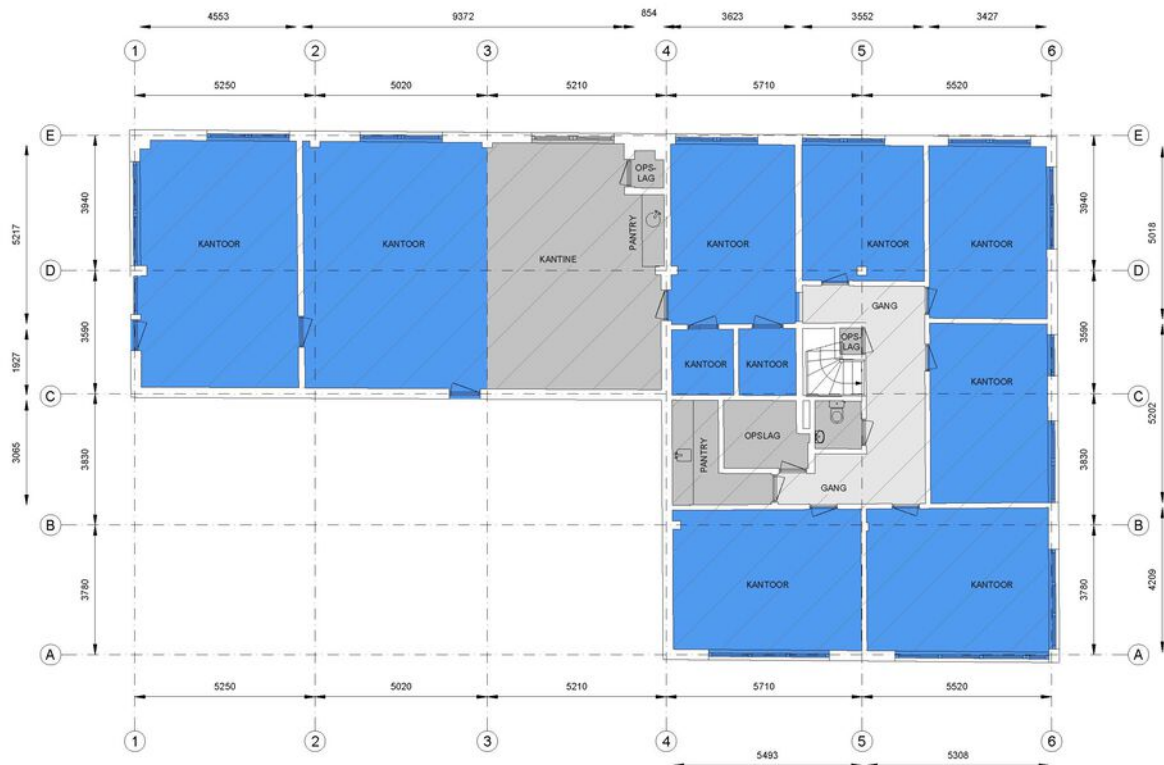 4553 9372 854 3623 3552 3427
1 2 3 4 5 6
5250 5020 5210 5710 5520
E E
OPS-
LAG
3940 3940
5217 5018
KANTOOR KANTOOR KANTINE PANTRY KANTOOR KANTOOR KANTOOR
D D
GANG
3590 3590
OPS-
LAG
1927
KANTOOR KANTOOR KANTOOR
C C
5202
3065
3830 3830
PANTRY OPSLAG
GANG
B B
3780 3780
4209
KANTOOR KANTOOR
A A
5250 5020 5210 5710 5520
1 2 3 4 5 6
5493 5308